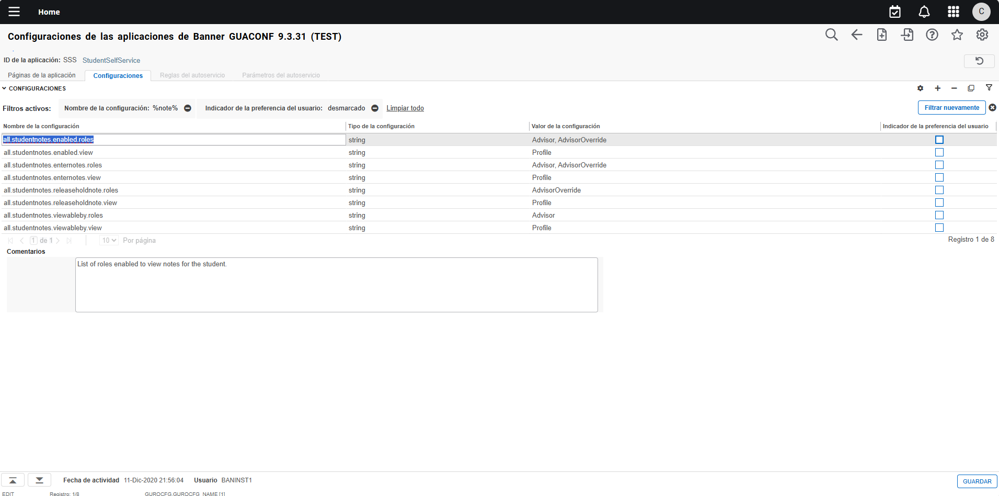 Home
C
Configuraciones de las aplicaciones de Banner GUACONF 9.3.31 (TEST)
ID de la aplicación: SSS StudentSelfService
Páginas de la aplicación Configuraciones Reglas del autoservicio Parámetros del autoservicio
CONFIGURACIONES
Filtros activos: Nombre de la configuración: %note% Indicador de la preferencia del usuario: desmarcado Limpiar todo Filtrar nuevamente
Nombre de la configuración Tipo de la configuración Valor de la configuración Indicador de la preferencia del usuario
all.studentnotes.enabled.roles string Advisor, AdvisorOverride
all.studentnotes.enabled.view string Profile
all.studentnotes.enternotes.roles string Advisor, AdvisorOverride
all.studentnotes.enternotes.view string Profile
all.studentnotes.releaseholdnote.roles string AdvisorOverride
all.studentnotes.releaseholdnote.view string Profile
all.studentnotes.viewableby.roles string Advisor
all.studentnotes.viewableby.view string Profile
1 de 1 10 Por página Registro 1 de 8
Comentarios
List of roles enabled to view notes for the student.
Fecha de actividad 11-Dic-2020 21:56:04 Usuario BANINST1 GUARDAR
EDIT Registro: 1/8 GUROCFG.GUROCFG_NAME [1]